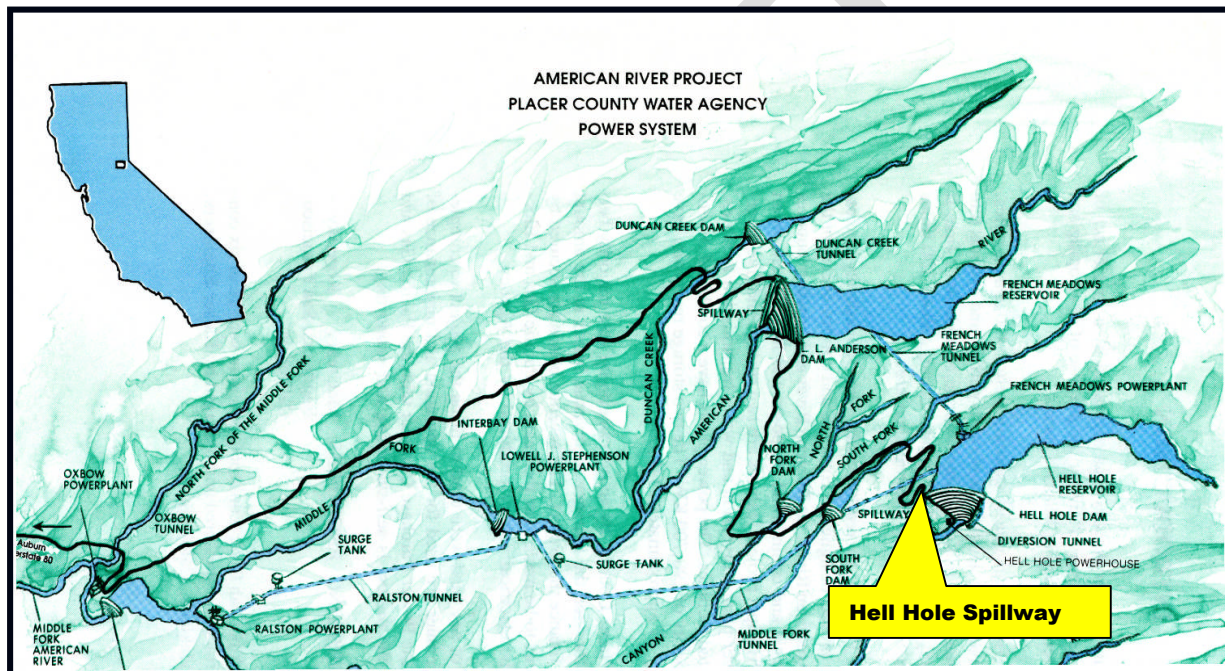 AMERICAN RIVER PROJECT
PLACER COUNTY WATER AGENCY
POWER SYSTEM
DUNCAN CREEK DAM
DUNCAN CREEK
TUNNEL
RIVER
FRENCH MEADOWS
RESERVOIR
SPILLWAY
L. L. ANDERSON
DAM
FRENCH
MEADOWS
TUNNEL
FRENCH MEADOWS POWERPLANT
NORTH FORK OF THE MIDDLE FORK
DUNCAN CREEK
AMERICAN
INTERBAY DAM
FORK
LOWELL J. STEPHENSON
POWERPLANT
NORTH
FORK
DAM
NORTH
FORK
SOUTH FORK
OXBOW
POWERPLANT
OXBOW
TUNNEL
MIDDLE
HELL HOLE
RESERVOIR
SPILLWAY
HELL HOLE DAM
DIVERSION TUNNEL
HELL HOLE POWERHOUSE
Auburn
erstate 80
SURGE
TANK
SURGE TANK
SOUTH
FORK
DAM
RALSTON TUNNEL
Hell Hole Spillway
MIDDLE
FORK
AMERICAN
RIVER
RALSTON POWERPLANT
CANYON
MIDDLE FORK
TUNNEL